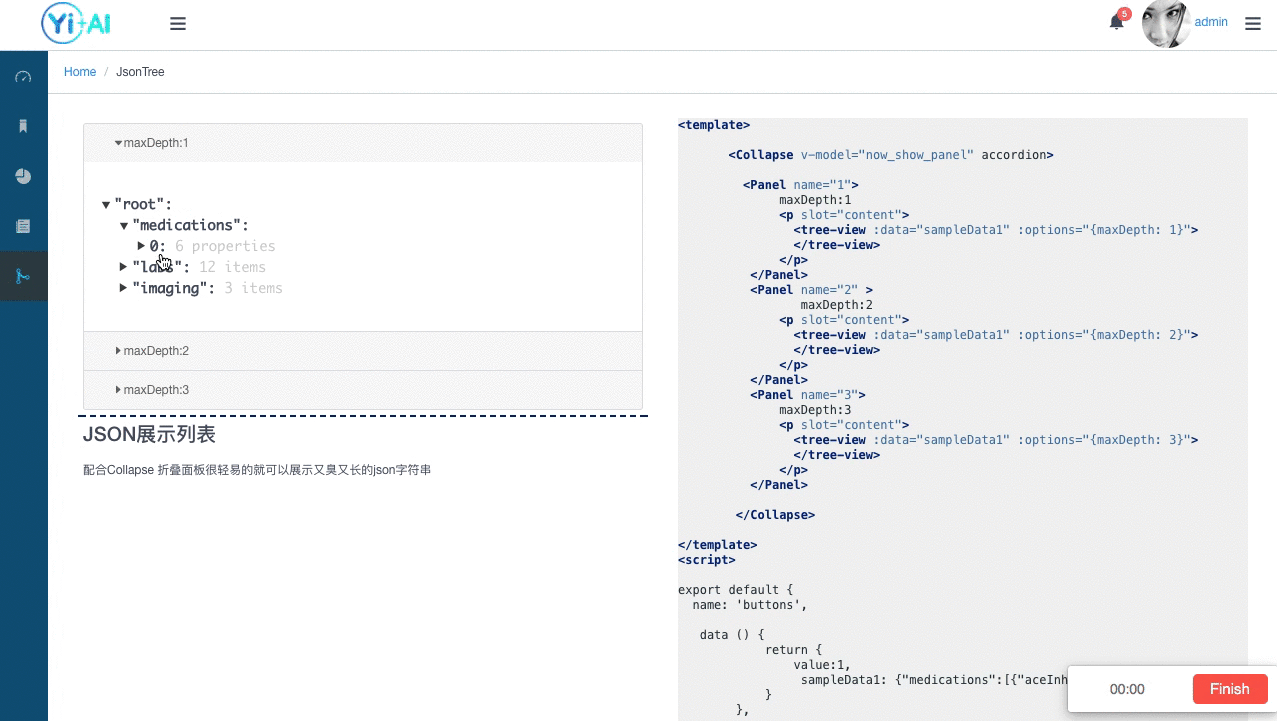 Yi+AI
5
admin
Home / JsonTree
maxDepth:1
"root":
"medications":
0: 6 properties
"labs": 12 items
"imaging": 3 items
maxDepth:2
maxDepth:3
JSON展示列表
配合Collapse 折叠面板很轻易的就可以展示又臭又长的json字符串
<template>
<Collapse v-model="now_show_panel" accordion>
<Panel name="1">
maxDepth:1
<p slot="content">
<tree-view :data="sampleData1" :options="{maxDepth: 1}">
</tree-view>
</p>
</Panel>
<Panel name="2" >
maxDepth:2
<p slot="content">
<tree-view :data="sampleData1" :options="{maxDepth: 2}">
</tree-view>
</p>
</Panel>
<Panel name="3">
maxDepth:3
<p slot="content">
<tree-view :data="sampleData1" :options="{maxDepth: 3}">
</tree-view>
</p>
</Panel>
</Collapse>
</template>
<script>
export default {
name: 'buttons',
data () {
return {
value:1,
sampleData1: {"medications":[{"aceInh
}
},
00:00
Finish